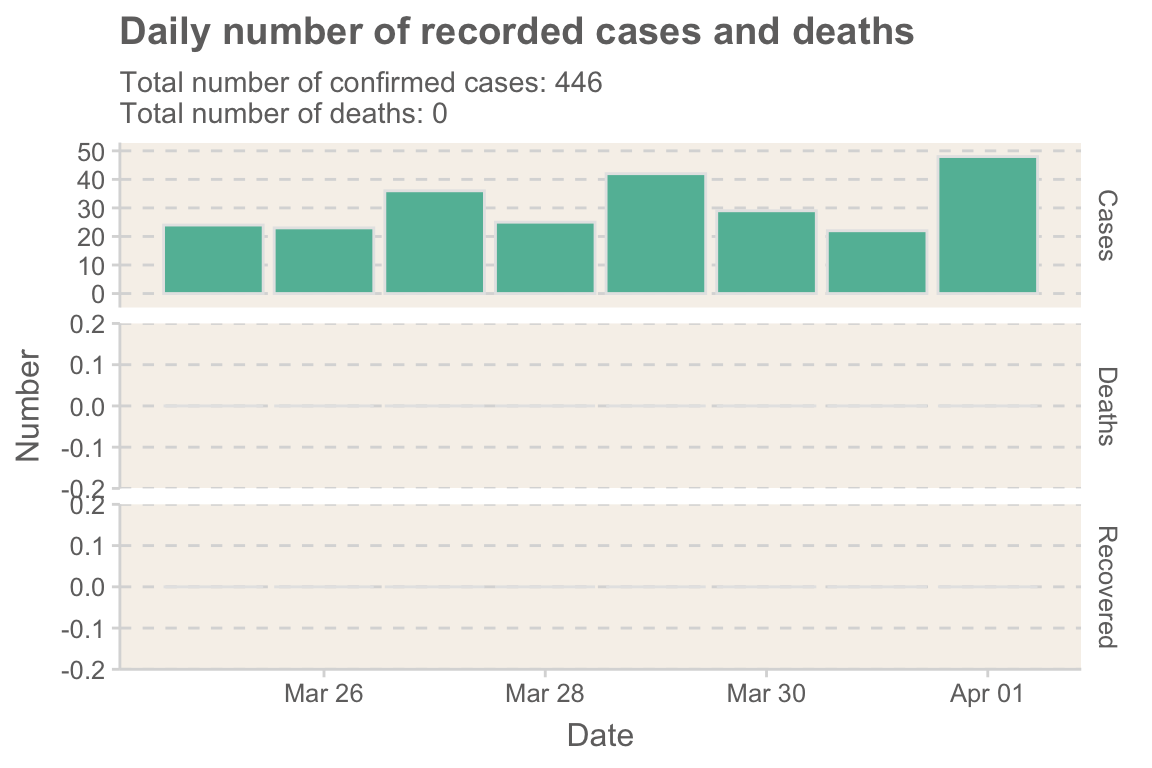 Daily number of recorded cases and deaths
Total number of confirmed cases: 446
Total number of deaths: 0
50
40
30
20
10
0
Cases
0.2
0.1
0.0
-0.1
-0.2
Deaths
0.2
0.1
0.0
-0.1
-0.2
Recovered
Number
Mar 26
Mar 28
Mar 30
Apr 01
Date